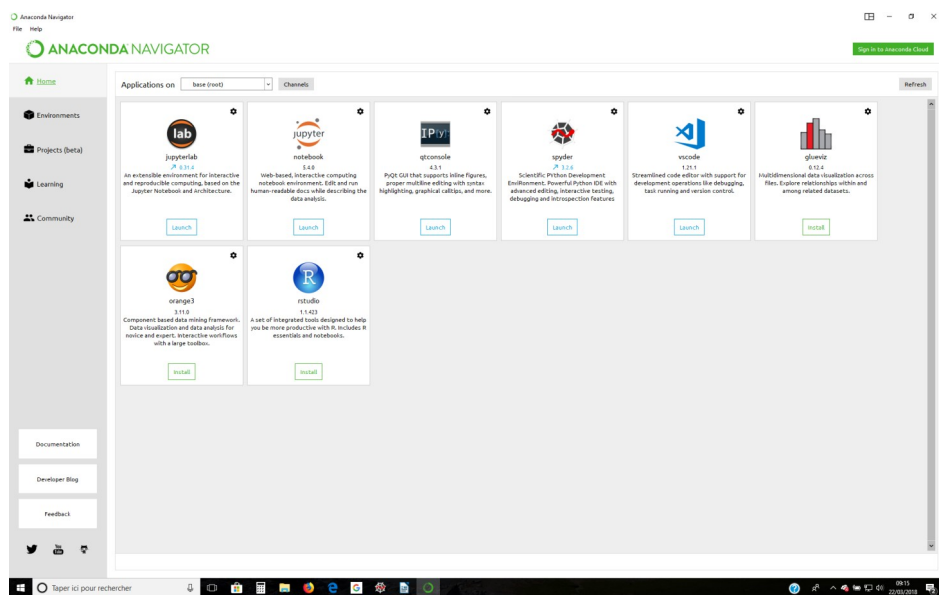 Anaconda Navigator
File Help
ANACONDA NAVIGATOR
Sign in to Anaconda Cloud
Home
Environments
Projects (beta)
Learning
Community
Documentation
Developer Blog
Feedback
Applications on base (root) Channels Refresh
lab
jupyterlab
0.31.4
An extensible environment for interactive
and reproducible computing, based on the
Jupyter Notebook and Architecture.
Launch
jupyter
notebook
5.4.0
Web-based, interactive computing
notebook environment. Edit and run
human-readable docs while describing the
data analysis.
Launch
IP[y]:
qtconsole
4.3.1
PyQt GUI that supports inline figures,
proper multiline editing with syntax
highlighting, graphical calltips, and more.
Launch
spyder
3.2.6
Scientific PYthon Development
EnviRonment. Powerful Python IDE with
advanced editing, interactive testing,
debugging and introspection features
Launch
vscode
1.21.1
Streamlined code editor with support for
development operations like debugging,
task running and version control.
Launch
glueviz
0.12.4
Multidimensional data visualization across
files. Explore relationships within and
among related datasets.
Install
orange3
3.11.0
Component based data mining framework.
Data visualization and data analysis for
novice and expert. Interactive workflows
with a large toolbox.
Install
R
rstudio
1.1.423
A set of integrated tools designed to help
you be more productive with R. Includes R
essentials and notebooks.
Install
You
Tube
Taper ici pour rechercher
09:15
22/03/2018